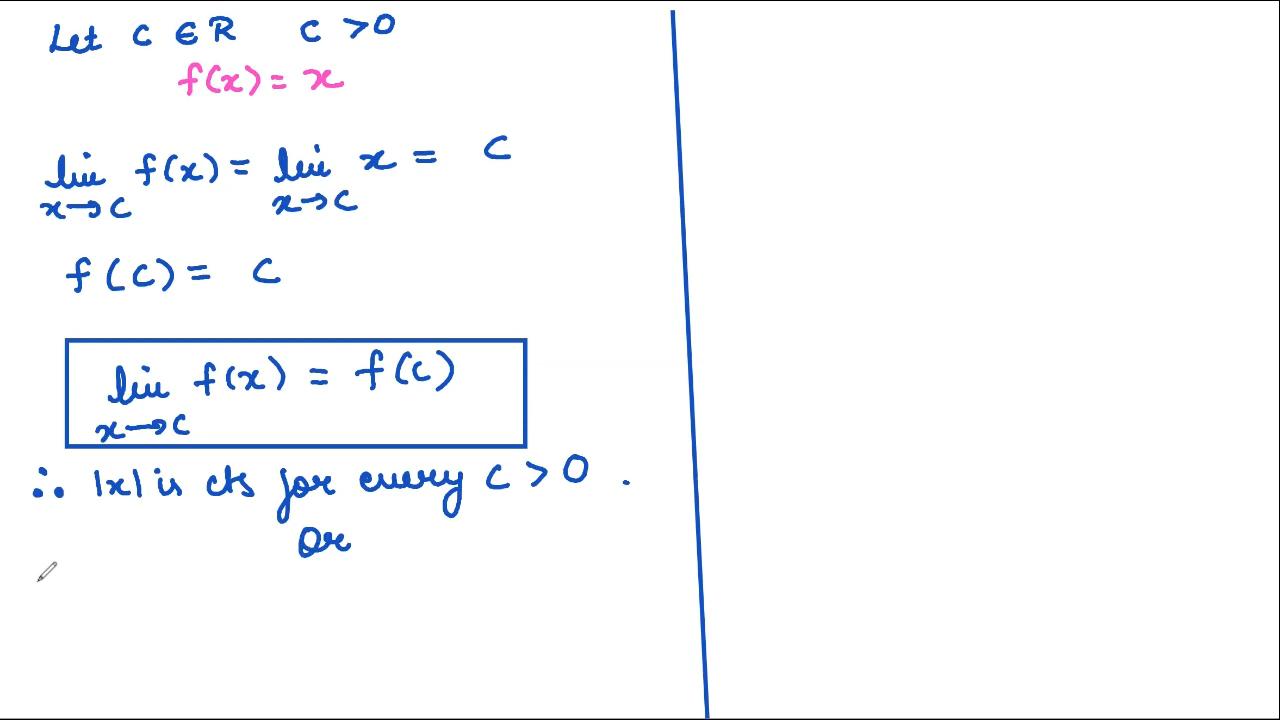 Let C ∈ R C > 0
f(x) = x
lim f(x) = lim x = C
x→C x→C
f(C) = C
lim f(x) = f(C)
x→C
∴ |x| is cts for every C > 0 .
Or